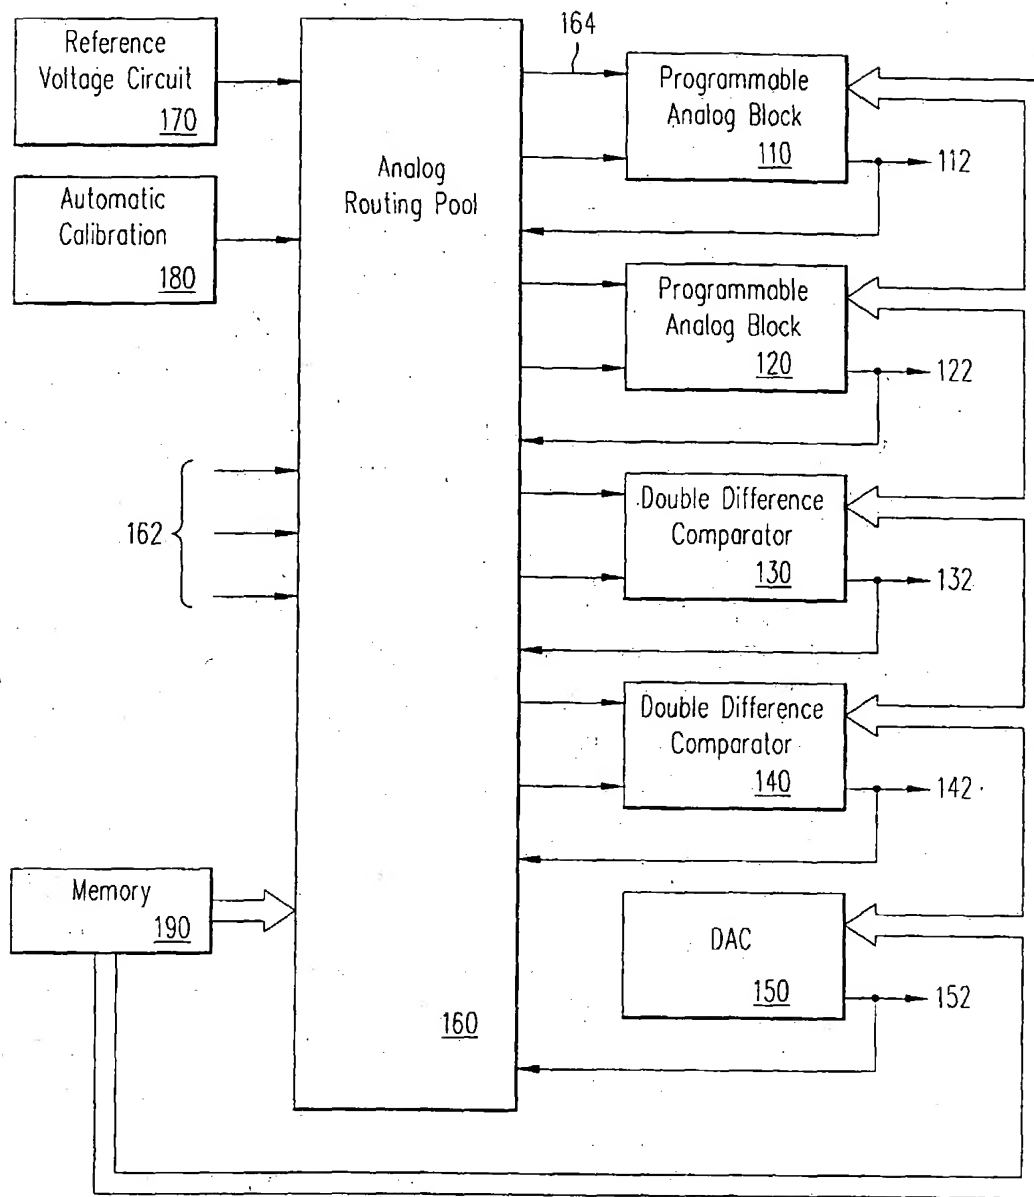 Reference
Voltage Circuit
170
Automatic
Calibration
180
162
Memory
190
Analog
Routing Pool
160
164
Programmable
Analog Block
110
112
Programmable
Analog Block
120
122
Double Difference
Comparator
130
132
Double Difference
Comparator
140
142
DAC
150
152